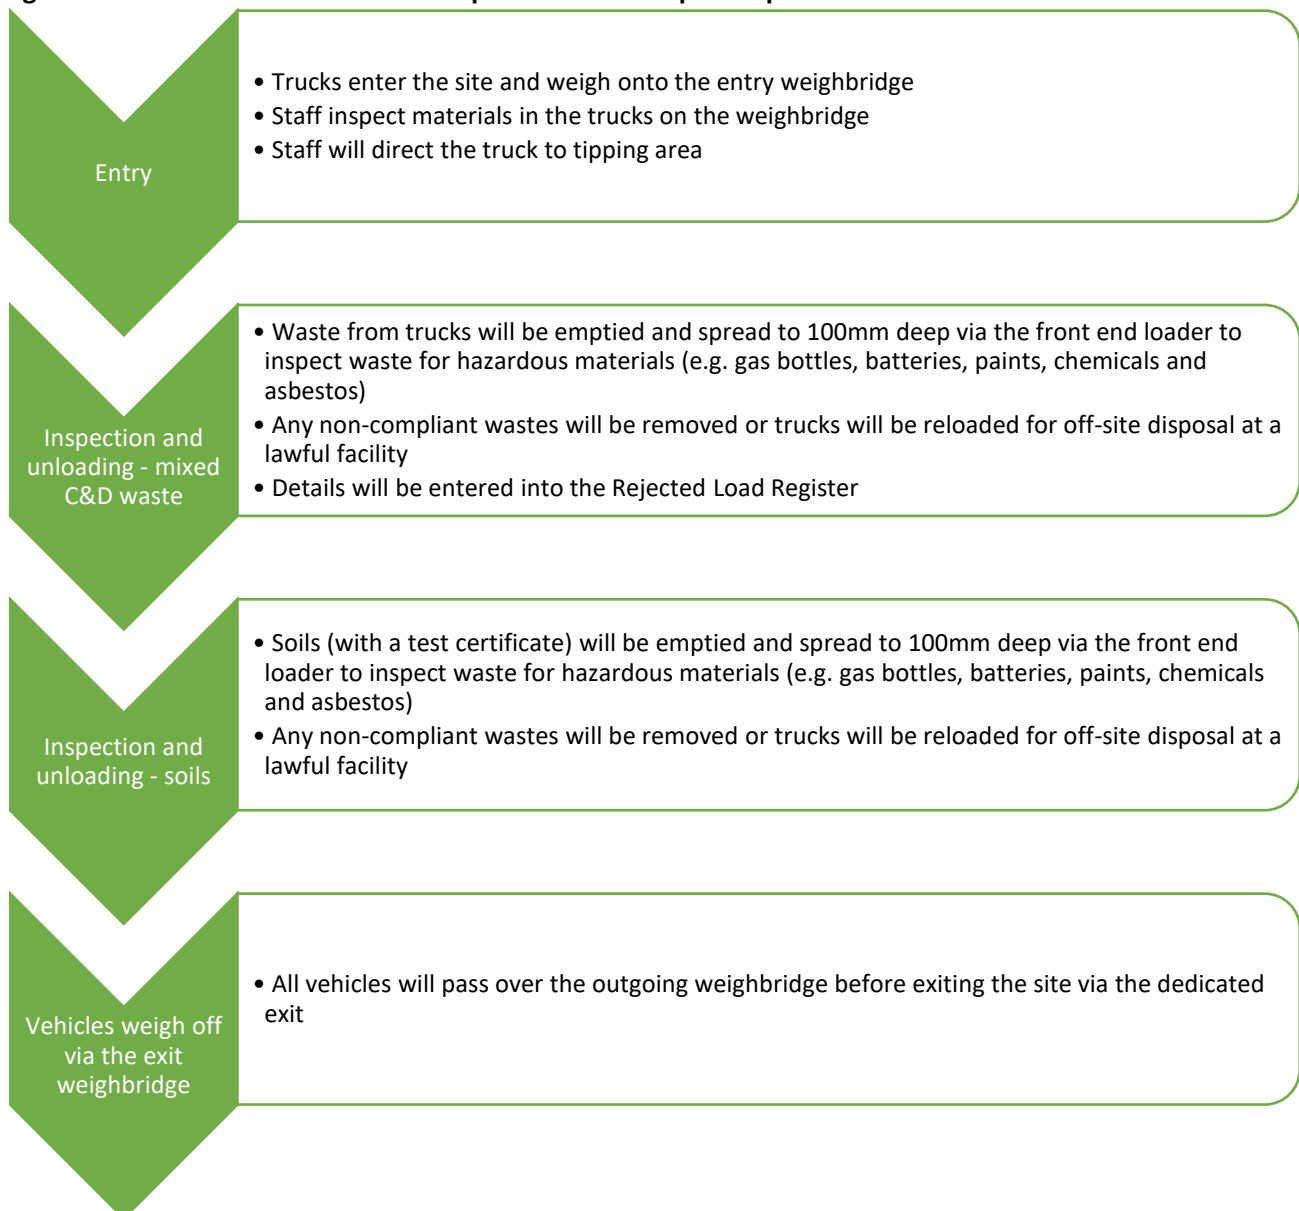 Entry
• Trucks enter the site and weigh onto the entry weighbridge
• Staff inspect materials in the trucks on the weighbridge
• Staff will direct the truck to tipping area
Inspection and
unloading - mixed
C&D waste
• Waste from trucks will be emptied and spread to 100mm deep via the front end loader to
inspect waste for hazardous materials (e.g. gas bottles, batteries, paints, chemicals and
asbestos)
• Any non-compliant wastes will be removed or trucks will be reloaded for off-site disposal at a
lawful facility
• Details will be entered into the Rejected Load Register
Inspection and
unloading - soils
• Soils (with a test certificate) will be emptied and spread to 100mm deep via the front end
loader to inspect waste for hazardous materials (e.g. gas bottles, batteries, paints, chemicals
and asbestos)
• Any non-compliant wastes will be removed or trucks will be reloaded for off-site disposal at a
lawful facility
Vehicles weigh off
via the exit
weighbridge
• All vehicles will pass over the outgoing weighbridge before exiting the site via the dedicated
exit